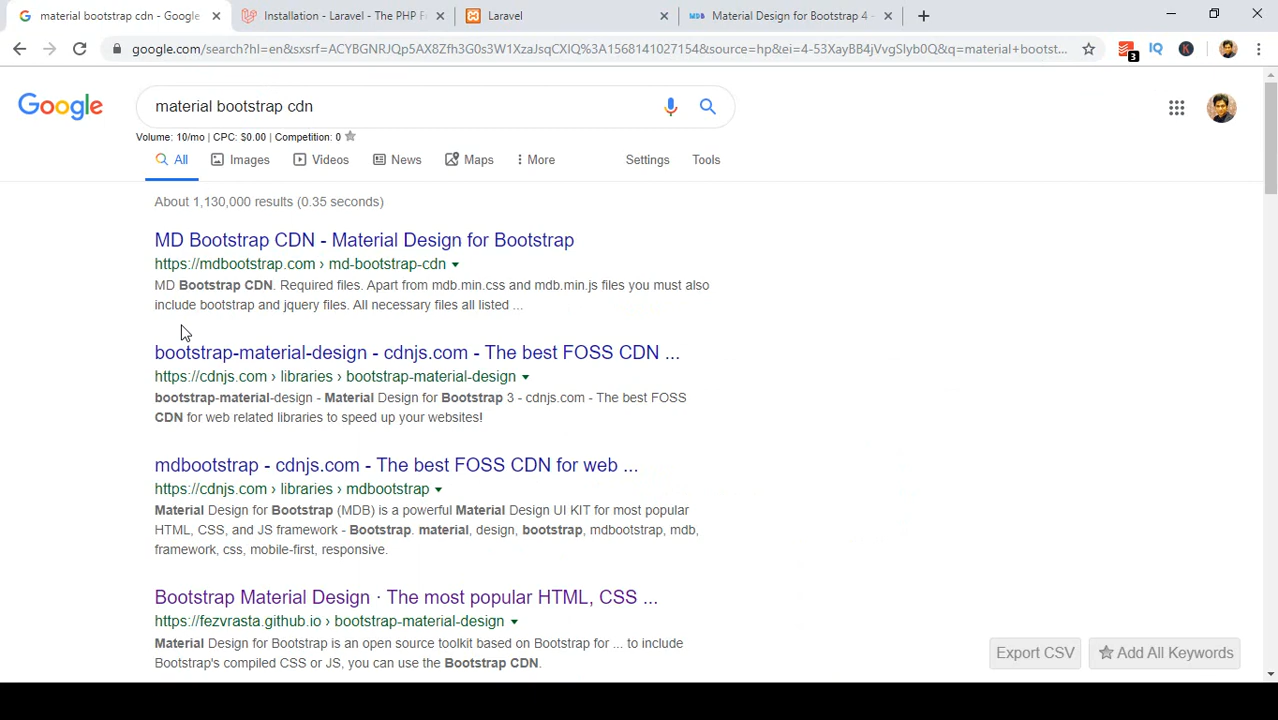 material bootstrap cdn - Google
Installation - Laravel - The PHP F
Laravel
MDB Material Design for Bootstrap 4 -
google.com/search?hl=en&sxsrf=ACYBGNRJQp5AX8Zfh3G0s3W1XzaJsqCXIQ%3A1568141027154&source=hp&ei=4-53XayBB4jVvgSlyb0Q&q=material+bootst...
3
IQ
K
Google
material bootstrap cdn
Volume: 10/mo | CPC: $0.00 | Competition: 0
All
Images
Videos
News
Maps
More
Settings
Tools
About 1,130,000 results (0.35 seconds)
MD Bootstrap CDN - Material Design for Bootstrap
https://mdbootstrap.com › md-bootstrap-cdn
MD Bootstrap CDN. Required files. Apart from mdb.min.css and mdb.min.js files you must also
include bootstrap and jquery files. All necessary files all listed ...
bootstrap-material-design - cdnjs.com - The best FOSS CDN ...
https://cdnjs.com › libraries › bootstrap-material-design
bootstrap-material-design - Material Design for Bootstrap 3 - cdnjs.com - The best FOSS
CDN for web related libraries to speed up your websites!
mdbootstrap - cdnjs.com - The best FOSS CDN for web ...
https://cdnjs.com › libraries › mdbootstrap
Material Design for Bootstrap (MDB) is a powerful Material Design UI KIT for most popular
HTML, CSS, and JS framework - Bootstrap. material, design, bootstrap, mdbootstrap, mdb,
framework, css, mobile-first, responsive.
Bootstrap Material Design · The most popular HTML, CSS ...
https://fezvrasta.github.io › bootstrap-material-design
Material Design for Bootstrap is an open source toolkit based on Bootstrap for ... to include
Bootstrap's compiled CSS or JS, you can use the Bootstrap CDN.
Export CSV
Add All Keywords